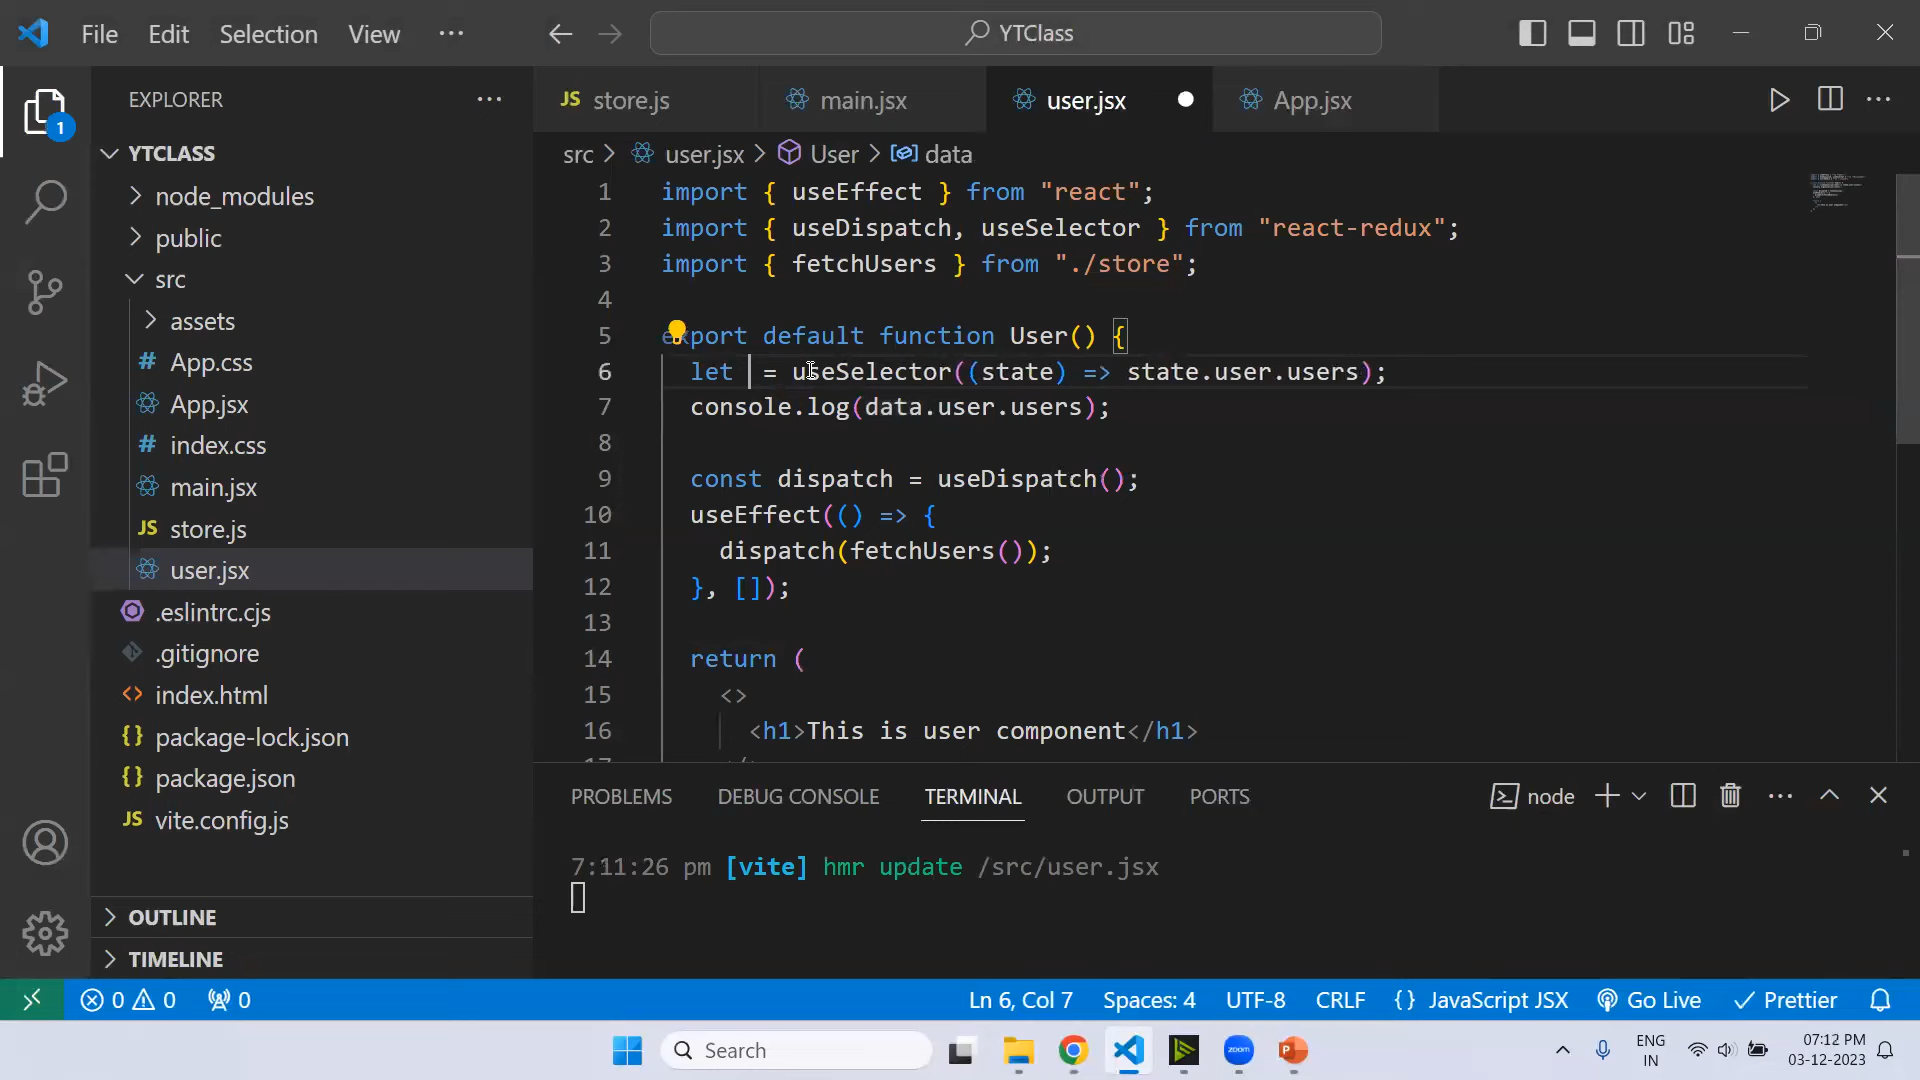 File Edit Selection View ··· YTClass
EXPLORER
store.js main.jsx user.jsx App.jsx
src > user.jsx > User > data
1
YTCLASS
node_modules
public
src
assets
App.css
App.jsx
index.css
main.jsx
store.js
user.jsx
.eslintrc.cjs
.gitignore
index.html
package-lock.json
package.json
vite.config.js
OUTLINE
TIMELINE
1 import { useEffect } from "react";
2 import { useDispatch, useSelector } from "react-redux";
3 import { fetchUsers } from "./store";
4
5 export default function User() {
6 let = useSelector((state) => state.user.users);
7 console.log(data.user.users);
8
9 const dispatch = useDispatch();
10 useEffect(() => {
11 dispatch(fetchUsers());
12 }, []);
13
14 return (
15 <>
16 <h1>This is user component</h1>
PROBLEMS DEBUG CONSOLE TERMINAL OUTPUT PORTS node
7:11:26 pm [vite] hmr update /src/user.jsx
0 0 0 Ln 6, Col 7 Spaces: 4 UTF-8 CRLF {} JavaScript JSX Go Live Prettier
Search
zoom
ENG
IN
07:12 PM
03-12-2023